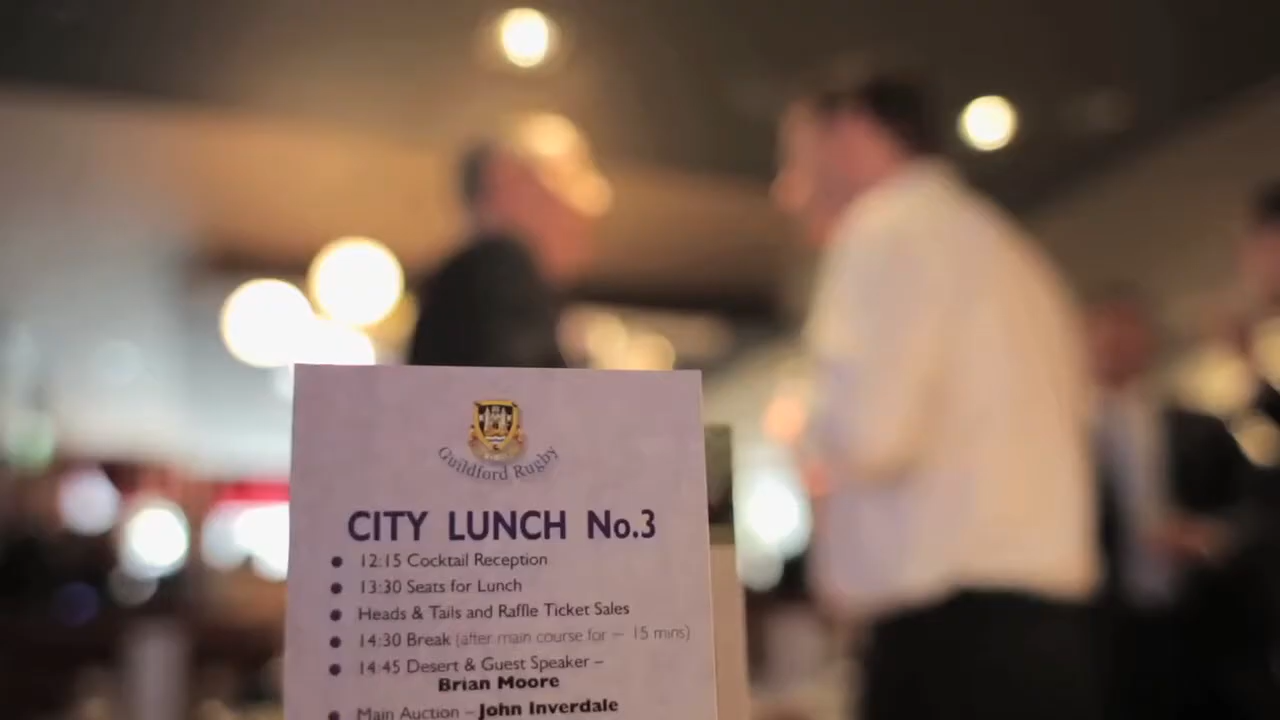 Guildford Rugby
CITY LUNCH No.3
• 12:15 Cocktail Reception
• 13:30 Seats for Lunch
• Heads & Tails and Raffle Ticket Sales
• 14:30 Break (after main course for ~ 15 mins)
• 14:45 Desert & Guest Speaker –
Brian Moore
• Main Auction – John Inverdale